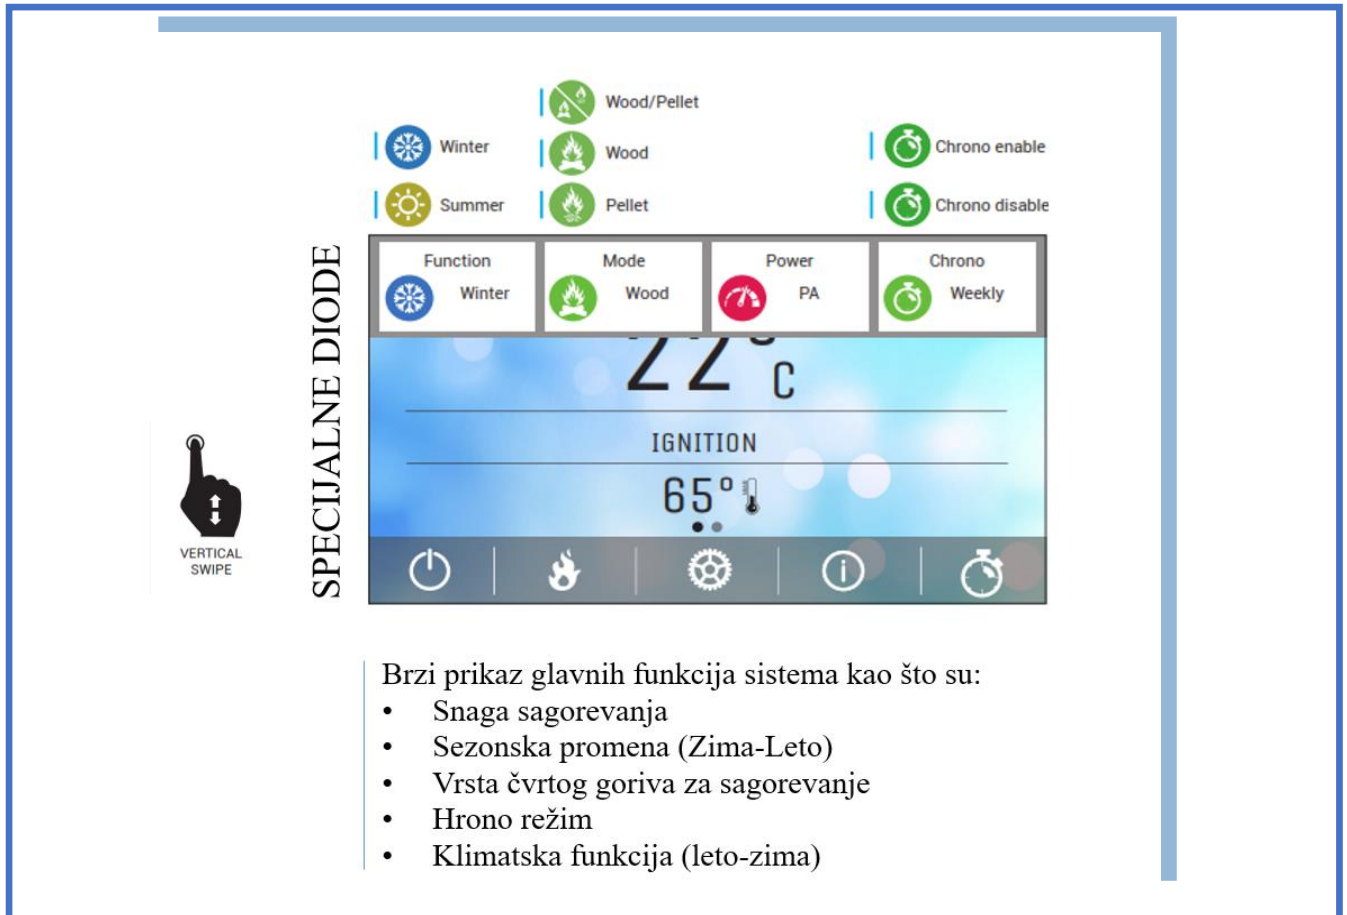 Wood/Pellet
Winter
Wood
Chrono enable
Summer
Pellet
Chrono disable
SPECIJALNE DIODE
Function
Winter
Mode
Wood
Power
PA
Chrono
Weekly
22°C
IGNITION
65°
VERTICAL
SWIPE
Brzi prikaz glavnih funkcija sistema kao što su:
• Snaga sagorevanja
• Sezonska promena (Zima-Leto)
• Vrsta čvrtog goriva za sagorevanje
• Hrono režim
• Klimatska funkcija (leto-zima)